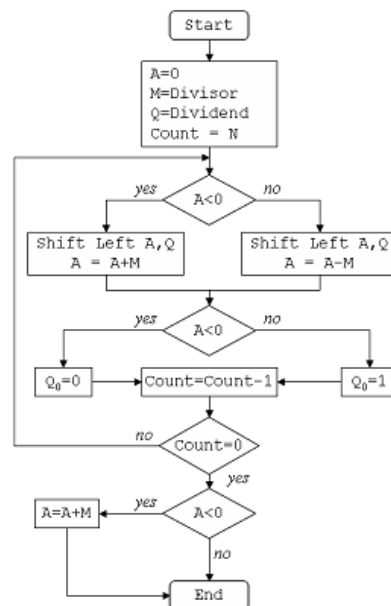 Start
A=0
M=Divisor
Q=Dividend
Count = N
yes
A<0
no
Shift Left A,Q
A = A+M
Shift Left A,Q
A = A-M
yes
A<0
no
Q₀=0
Count=Count-1
Q₀=1
no
Count=0
yes
A=A+M
yes
A<0
no
End